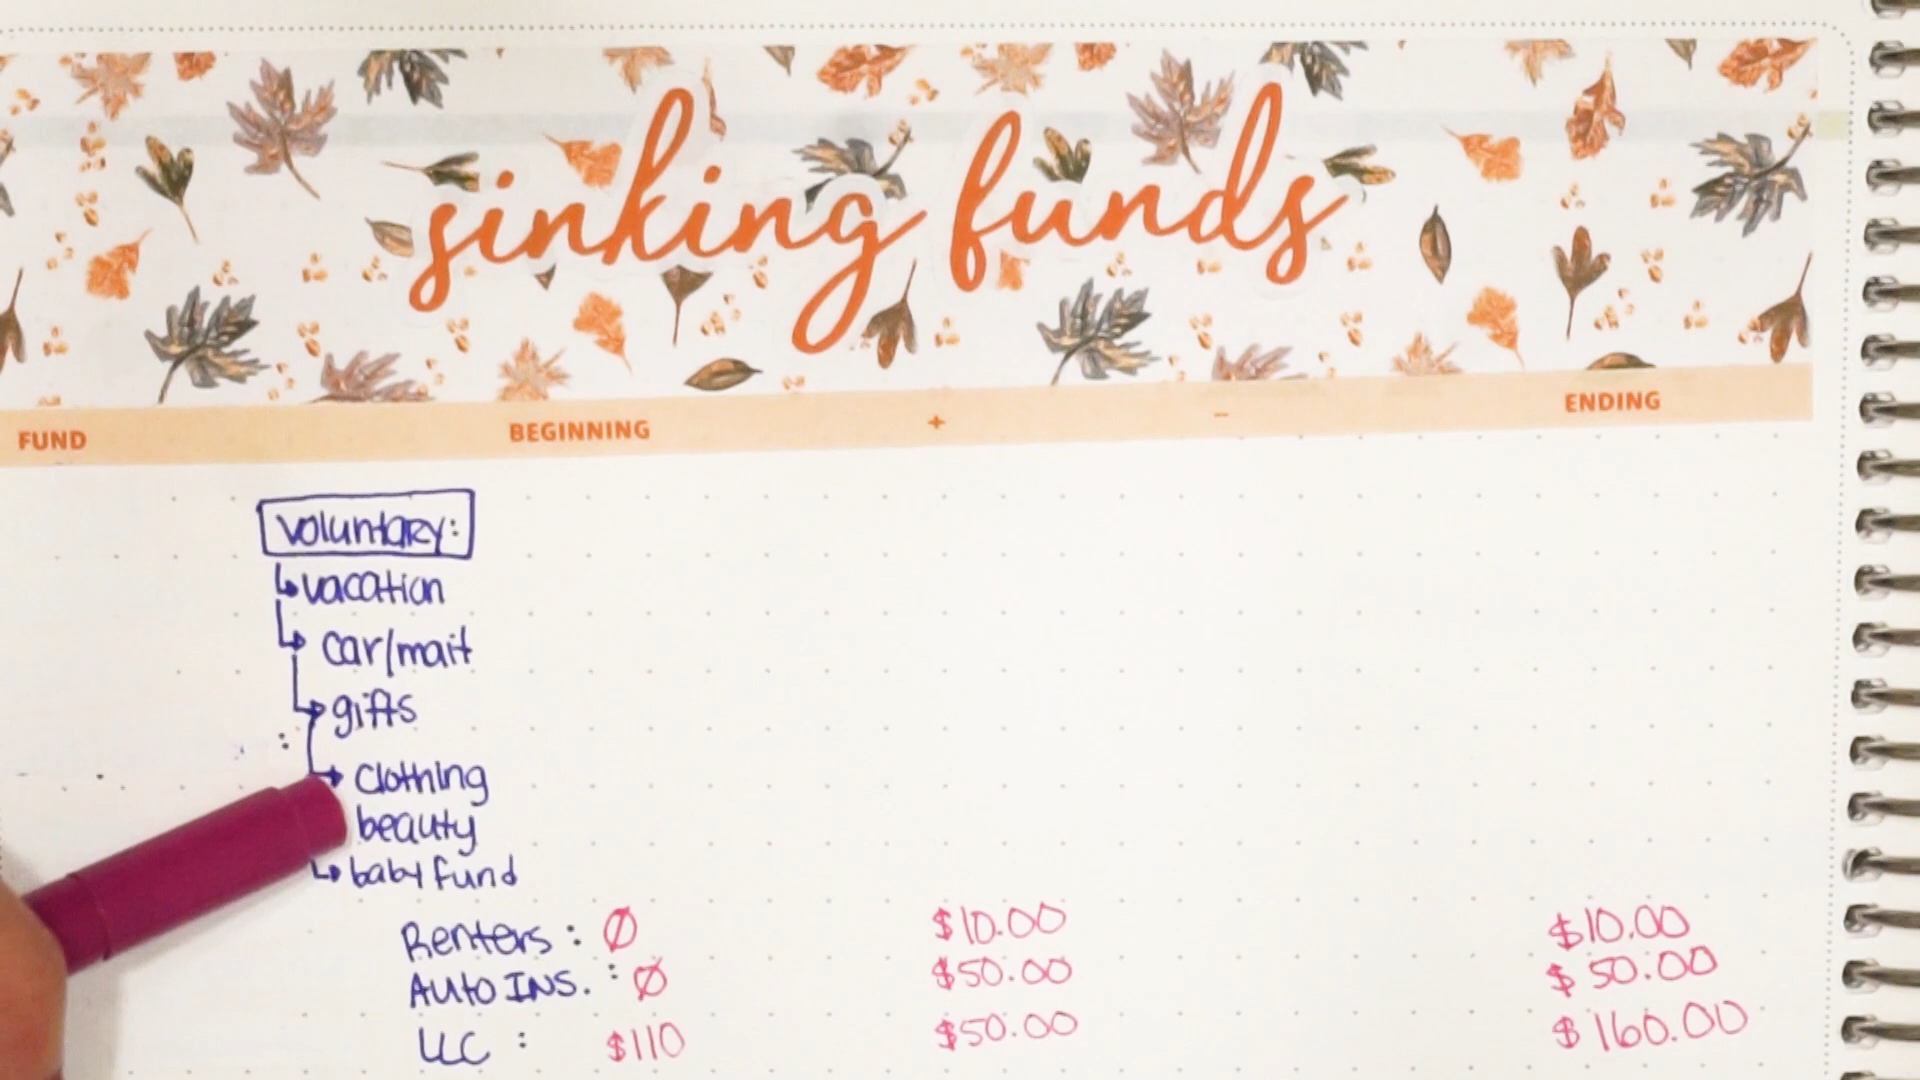 sinking funds
FUND BEGINNING + - ENDING
voluntary:
vacation
car/mait
gifts
:
clothing
beauty
baby fund
Renters : Ø $10.00 $10.00
Auto INS. : Ø $50.00 $50.00
LLC : $110 $50.00 $160.00